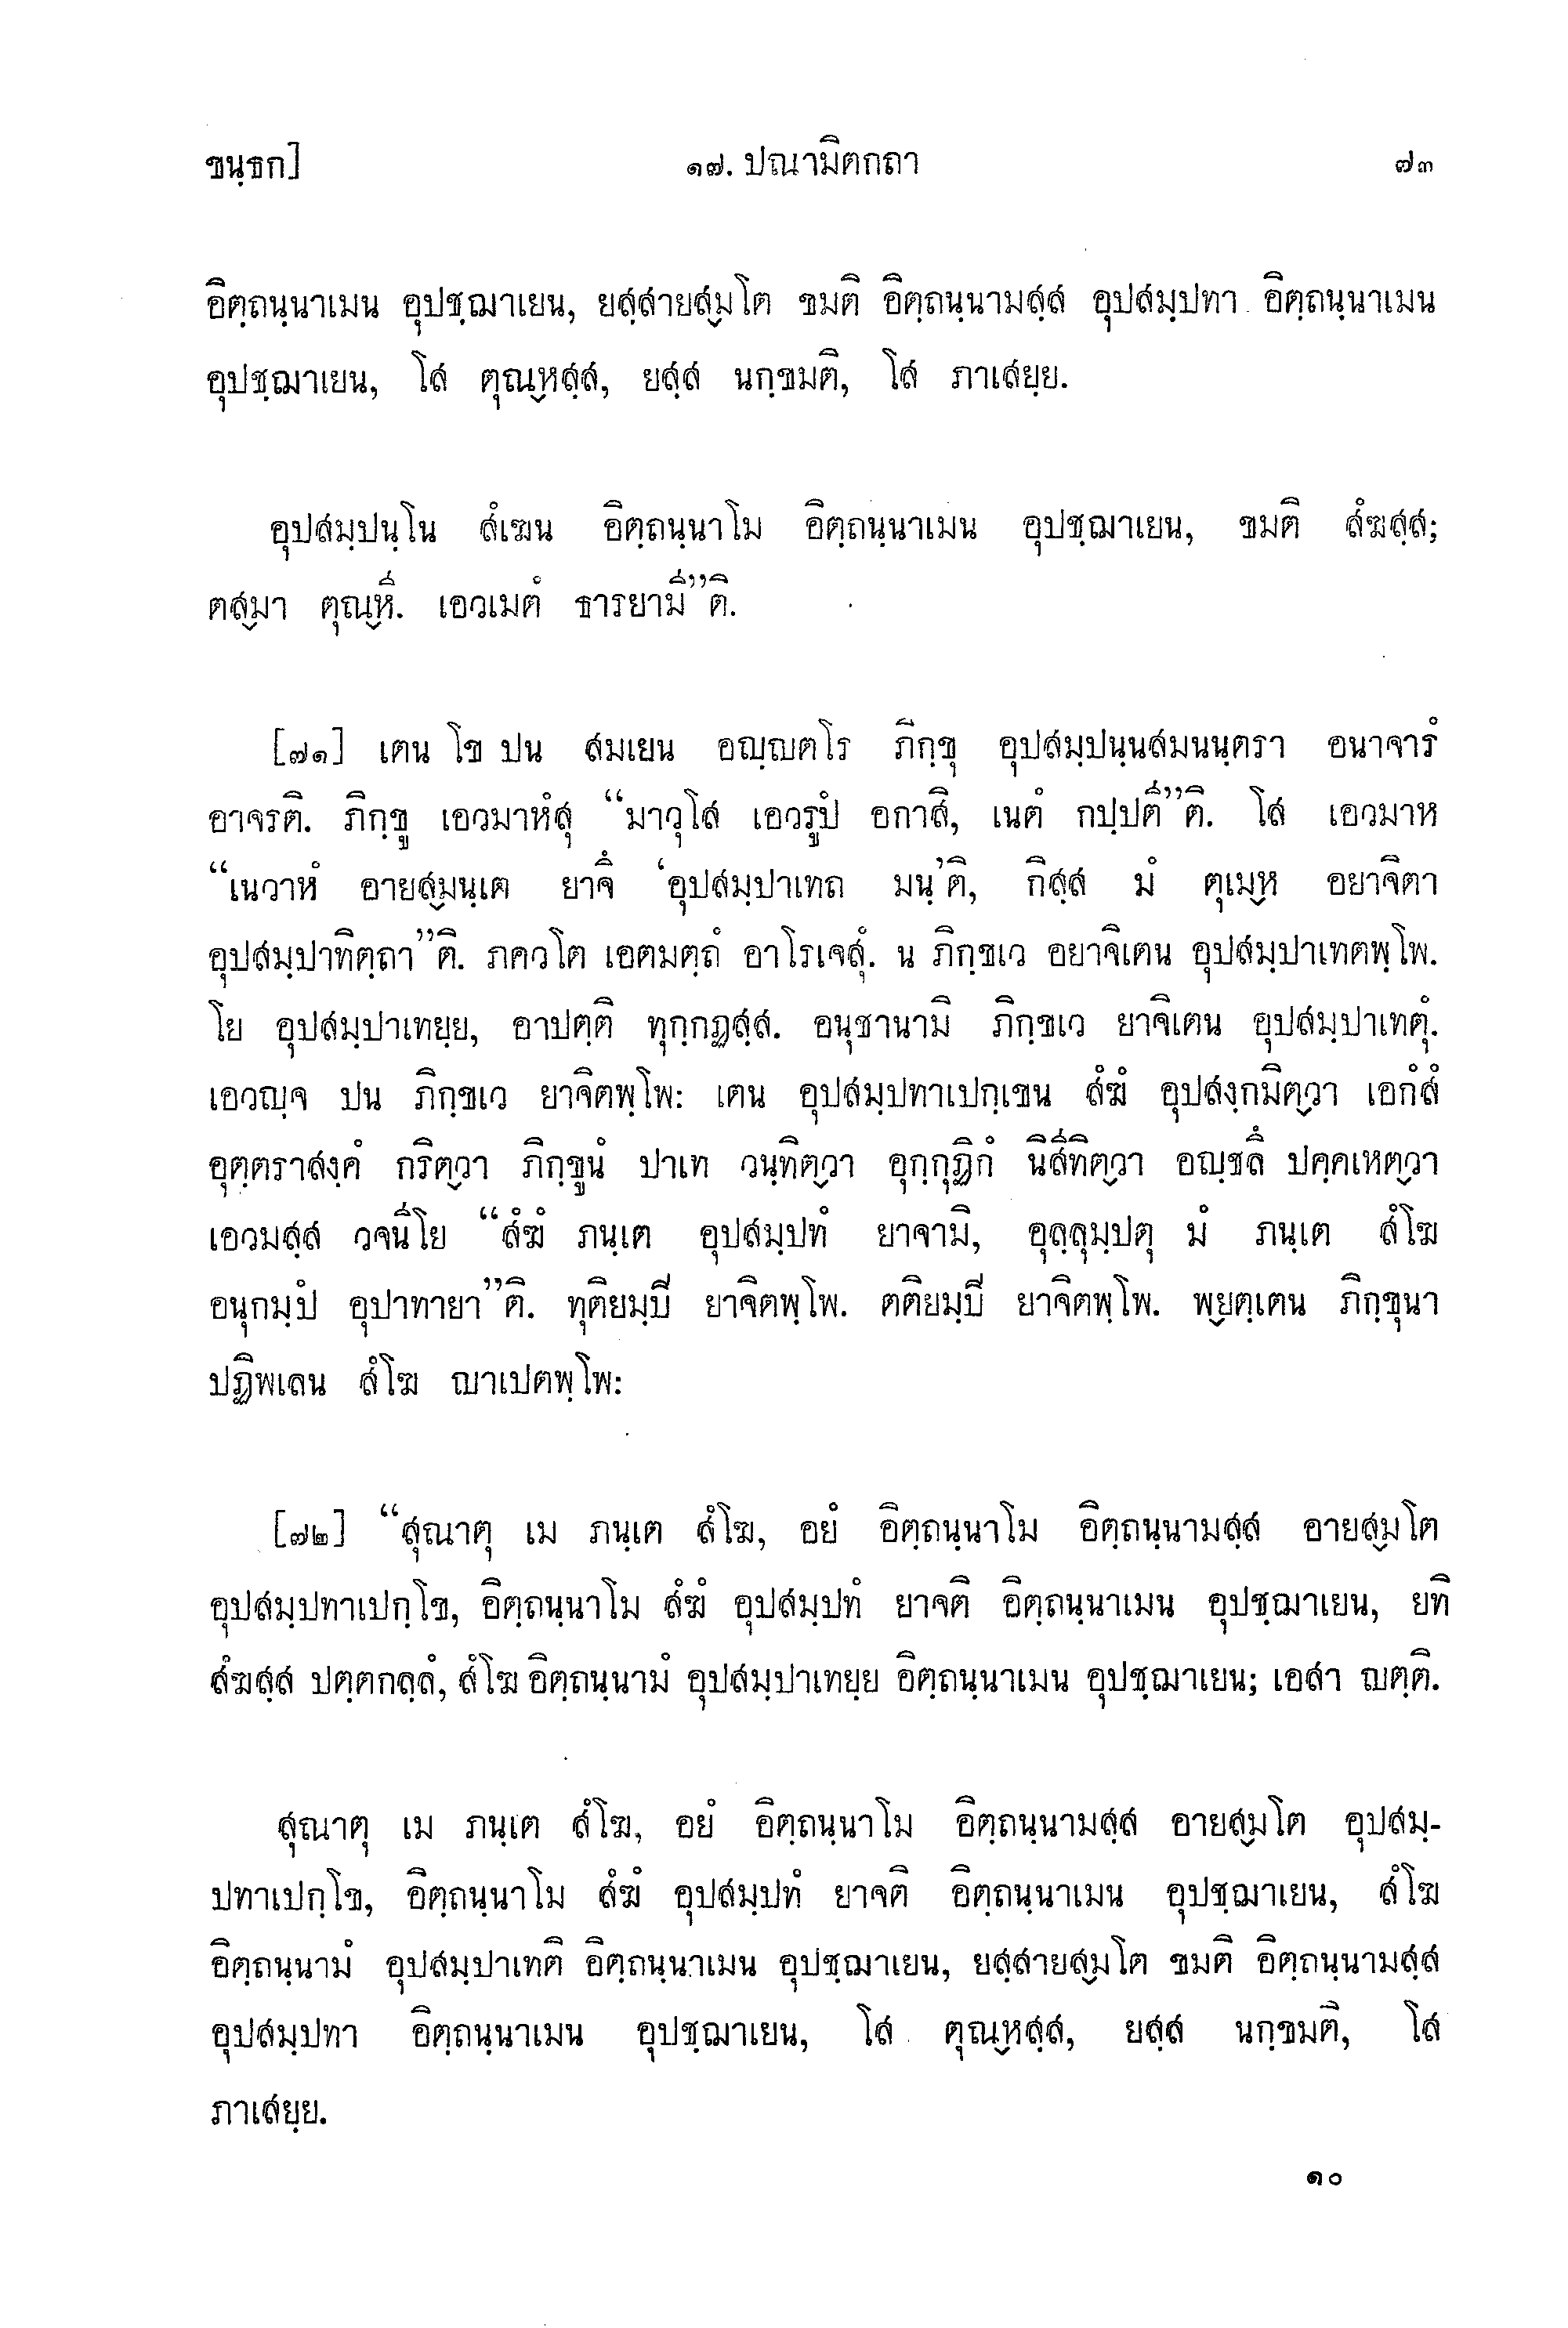 ขนฺธก]
๑๗. ปณามิตกถา
๗๓
อิตฺถนฺนาเมน อุปชฺฌาเยน, ยสฺสายสฺมโต ขมติ อิตฺถนฺนามสฺส อุปสมฺปทา อิตฺถนฺนาเมน
อุปชฺฌาเยน, โส ตุณฺหสฺส, ยสฺส นกฺขมติ, โส ภาเสยฺย.
อุปสมฺปนฺโน สํเฆน อิตฺถนฺนาโม อิตฺถนฺนาเมน อุปชฺฌาเยน, ขมติ สํฆสฺส;
ตสฺมา ตุณฺหี. เอวเมตํ ธารยามี”ติ.
[๗๑] เตน โข ปน สมเยน อญฺญตโร ภิกฺขุ อุปสมฺปนฺนสมนนฺตรา อนาจารํ
อาจรติ. ภิกฺขู เอวมาหํสุ “มาวุโส เอวรูปํ อกาสิ, เนตํ กปฺปตี”ติ. โส เอวมาห
“เนวาหํ อายสฺมนฺเต ยาจึ ‘อุปสมฺปาเทถ มนฺ’ติ, กิสฺส มํ ตุเมฺห อยาจิตา
อุปสมฺปาทิตฺถา”ติ. ภควโต เอตมตฺถํ อาโรเจสุํ. น ภิกฺขเว อยาจิเตน อุปสมฺปาเทตพฺโพ.
โย อุปสมฺปาเทยฺย, อาปตฺติ ทุกฺกฏสฺส. อนุชานามิ ภิกฺขเว ยาจิเตน อุปสมฺปาเทตุํ.
เอวญฺจ ปน ภิกฺขเว ยาจิตพฺโพ: เตน อุปสมฺปทาเปกฺเขน สํฆํ อุปสงฺกมิตฺวา เอกํสํ
อุตฺตราสงฺคํ กริตฺวา ภิกฺขูนํ ปาเท วนฺทิตฺวา อุกฺกุฏิกํ นิสีทิตฺวา อญฺชลึ ปคฺคเหตฺวา
เอวมสฺส วจนีโย “สํฆํ ภนฺเต อุปสมฺปทํ ยาจามิ, อุลฺลุมฺปตุ มํ ภนฺเต สํโฆ
อนุกมฺปํ อุปาทายา”ติ. ทุติยมฺปิ ยาจิตพฺโพ. ตติยมฺปิ ยาจิตพฺโพ. พฺยตฺเตน ภิกฺขุนา
ปฏิพเลน สํโฆ ญาเปตพฺโพ:
[๗๒] “สุณาตุ เม ภนฺเต สํโฆ, อยํ อิตฺถนฺนาโม อิตฺถนฺนามสฺส อายสฺมโต
อุปสมฺปทาเปกฺโข, อิตฺถนฺนาโม สํฆํ อุปสมฺปทํ ยาจติ อิตฺถนฺนาเมน อุปชฺฌาเยน, ยทิ
สํฆสฺส ปตฺตกลฺลํ, สํโฆ อิตฺถนฺนามํ อุปสมฺปาเทยฺย อิตฺถนฺนาเมน อุปชฺฌาเยน; เอสา ญตฺติ.
สุณาตุ เม ภนฺเต สํโฆ, อยํ อิตฺถนฺนาโม อิตฺถนฺนามสฺส อายสฺมโต อุปสมฺ-
ปทาเปกฺโข, อิตฺถนฺนาโม สํฆํ อุปสมฺปทํ ยาจติ อิตฺถนฺนาเมน อุปชฺฌาเยน, สํโฆ
อิตฺถนฺนามํ อุปสมฺปาเทติ อิตฺถนฺนาเมน อุปชฺฌาเยน, ยสฺสายสฺมโต ขมติ อิตฺถนฺนามสฺส
อุปสมฺปทา อิตฺถนฺนาเมน อุปชฺฌาเยน, โส ตุณฺหสฺส, ยสฺส นกฺขมติ, โส
ภาเสยฺย.
๑๐